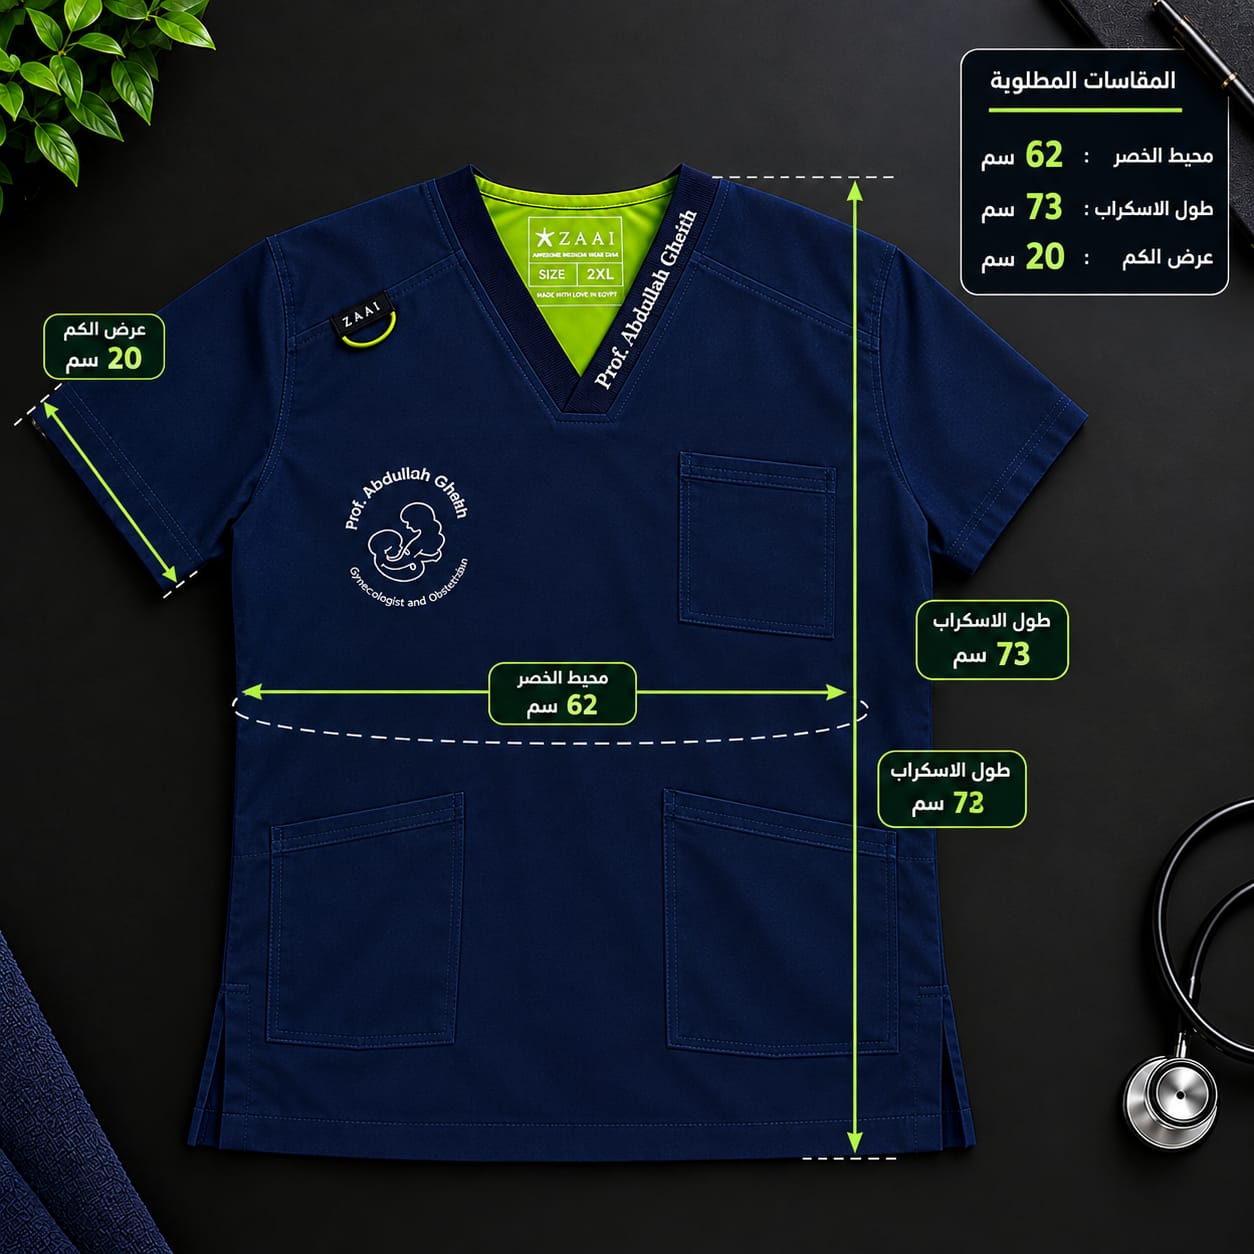 المقاسات المطلوبة
محيط الخصر : 62 سم
طول الاسكراب : 73 سم
عرض الكم : 20 سم
ZAAI
SIZE 2XL
MADE WITH LOVE IN EGYPT
Prof. Abdullah Gheith
ZAAI
عرض الكم
20 سم
Prof. Abdullah
Gynecologist and
طول الاسكراب
73 سم
محيط الخصر
62 سم
طول الاسكراب
73 سم